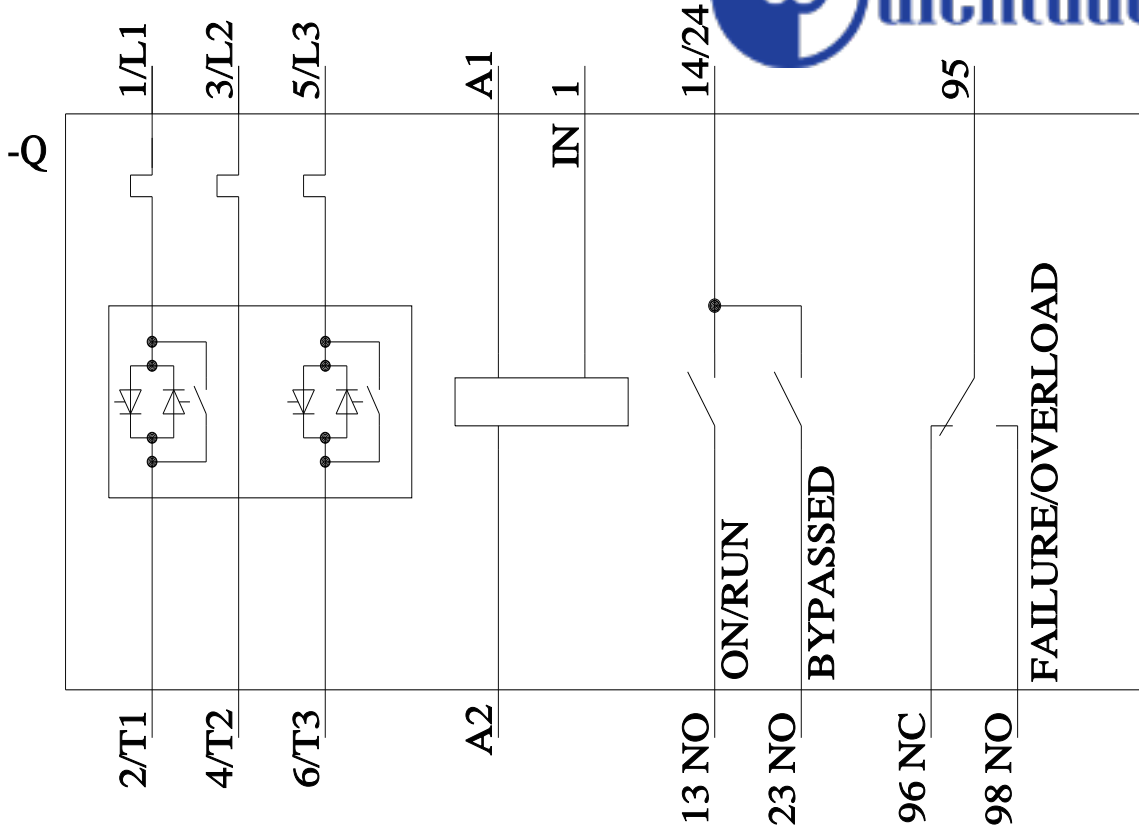 -Q
1/L1
3/L2
5/L3
A1
IN 1
14/24
95
ON/RUN
BYPASSED
FAILURE/OVERLOAD
2/T1
4/T2
6/T3
A2
13 NO
23 NO
96 NC
98 NO